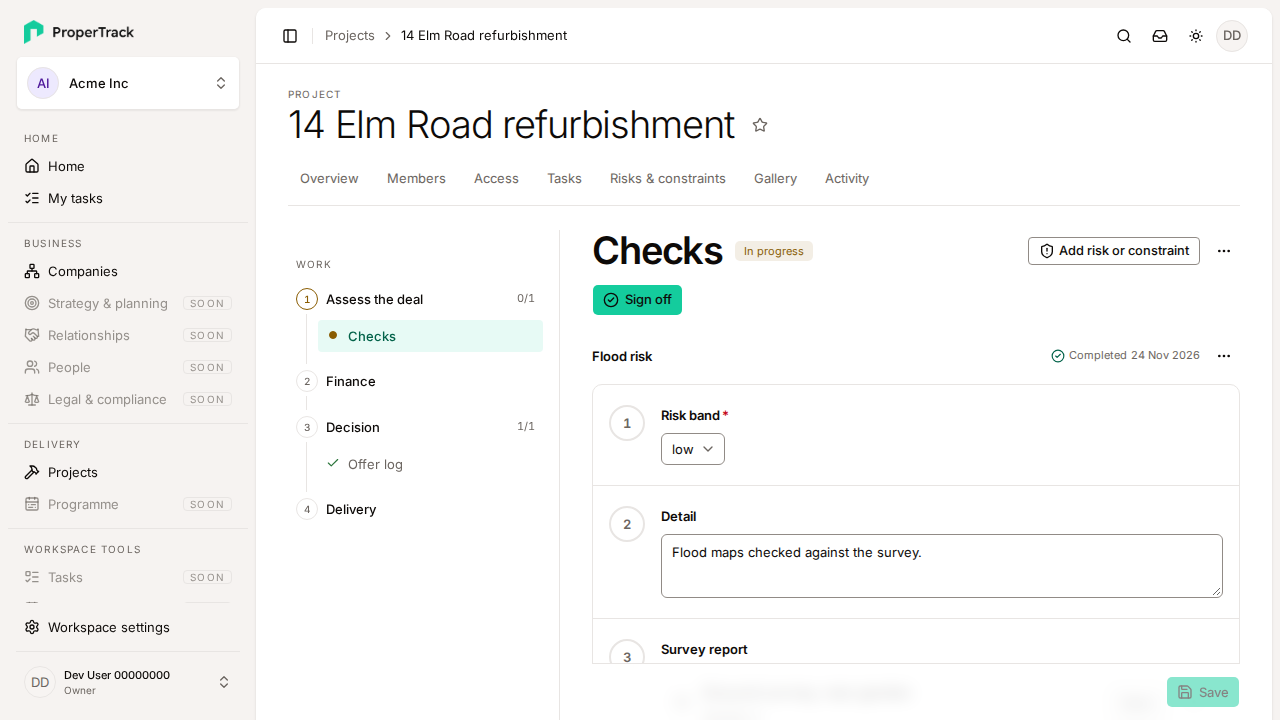 ProperTrack
AI Acme Inc
HOME
Home
My tasks
BUSINESS
Companies
Strategy & planning SOON
Relationships SOON
People SOON
Legal & compliance SOON
DELIVERY
Projects
Programme SOON
WORKSPACE TOOLS
Tasks SOON
Workspace settings
DD Dev User 00000000
Owner
Projects 14 Elm Road refurbishment DD
PROJECT
14 Elm Road refurbishment
Overview Members Access Tasks Risks & constraints Gallery Activity
WORK
1 Assess the deal 0/1
Checks
2 Finance
3 Decision 1/1
Offer log
4 Delivery
Checks In progress Add risk or constraint
Sign off
Flood risk Completed 24 Nov 2026
1 Risk band *
low
2 Detail
Flood maps checked against the survey.
3 Survey report
Save